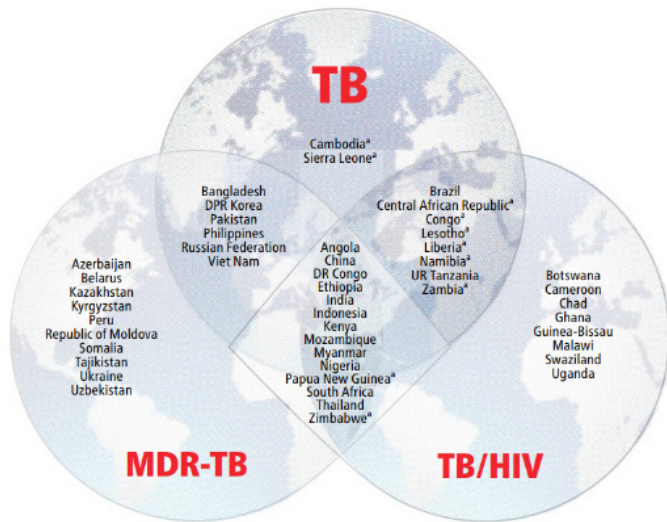 TB
Cambodiaᵃ
Sierra Leoneᵃ
Bangladesh
DPR Korea
Pakistan
Philippines
Russian Federation
Viet Nam
Brazil
Central African Republicᵃ
Congoᵃ
Lesothoᵃ
Liberiaᵃ
Namibiaᵃ
UR Tanzania
Zambiaᵃ
Angola
China
DR Congo
Ethiopia
India
Indonesia
Kenya
Mozambique
Myanmar
Nigeria
Papua New Guineaᵃ
South Africa
Thailand
Zimbabweᵃ
Azerbaijan
Belarus
Kazakhstan
Kyrgyzstan
Peru
Republic of Moldova
Somalia
Tajikistan
Ukraine
Uzbekistan
Botswana
Cameroon
Chad
Ghana
Guinea-Bissau
Malawi
Swaziland
Uganda
MDR-TB
TB/HIV